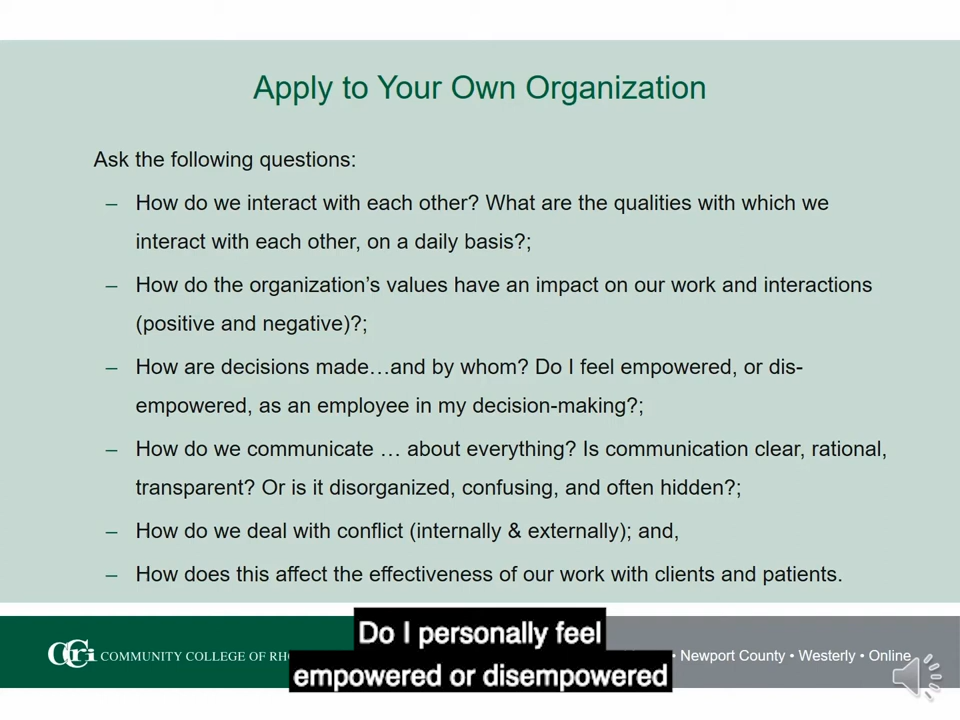 Apply to Your Own Organization
Ask the following questions:
– How do we interact with each other? What are the qualities with which we
interact with each other, on a daily basis?;
– How do the organization’s values have an impact on our work and interactions
(positive and negative)?;
– How are decisions made…and by whom? Do I feel empowered, or dis-
empowered, as an employee in my decision-making?;
– How do we communicate … about everything? Is communication clear, rational,
transparent? Or is it disorganized, confusing, and often hidden?;
– How do we deal with conflict (internally & externally); and,
– How does this affect the effectiveness of our work with clients and patients.
Do I personally feel
empowered or disempowered
CCri COMMUNITY COLLEGE OF • Newport County • Westerly • Online